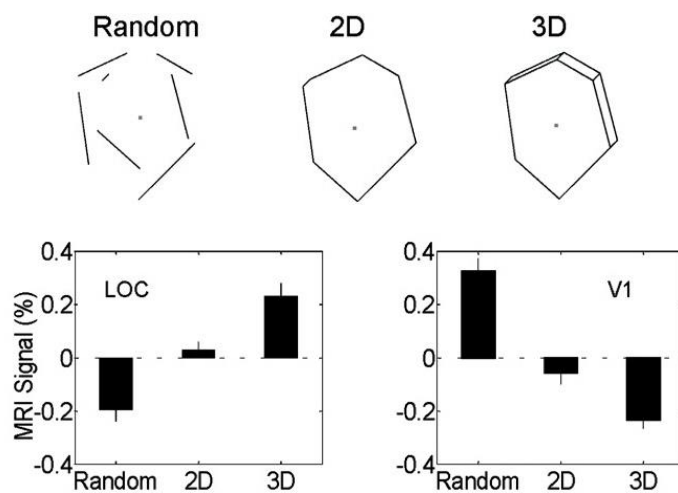 Random 2D 3D
0.4 0.4
LOC V1
0.2 0.2
MRI Signal (%)
0 0
-0.2 -0.2
-0.4 -0.4
Random 2D 3D Random 2D 3D